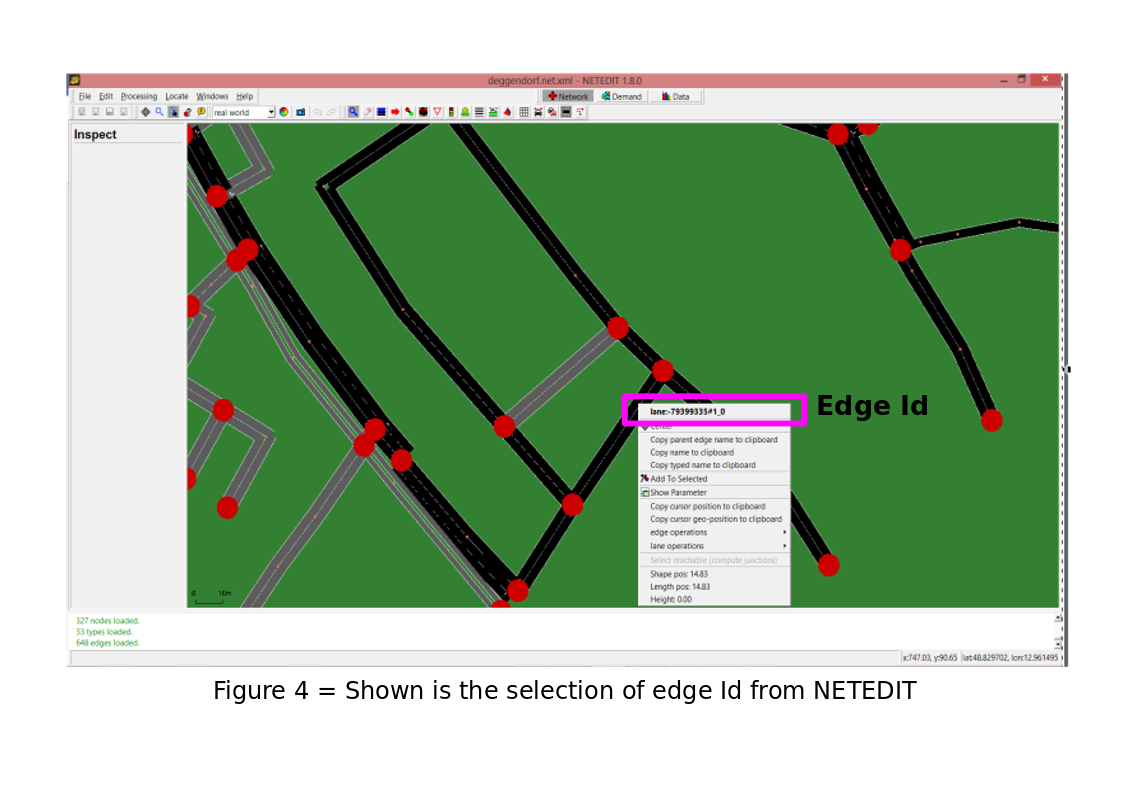 deggendorf.net.xml - NETEDIT 1.8.0
File Edit Processing Locate Windows Help
Network Demand Data
real world
Inspect
Edge Id
lane:-79399335#1_0
Center
Copy parent edge name to clipboard
Copy name to clipboard
Copy typed name to clipboard
Add To Selected
Show Parameter
Copy cursor position to clipboard
Copy cursor geo-position to clipboard
edge operations
lane operations
Select reachable (compute junctions)
Shape pos: 14.83
Length pos: 14.83
Height: 0.00
0 10m
327 nodes loaded.
33 types loaded.
648 edges loaded.
x:747.03, y:90.65 lat:48.829702, lon:12.961495
Figure 4 = Shown is the selection of edge Id from NETEDIT